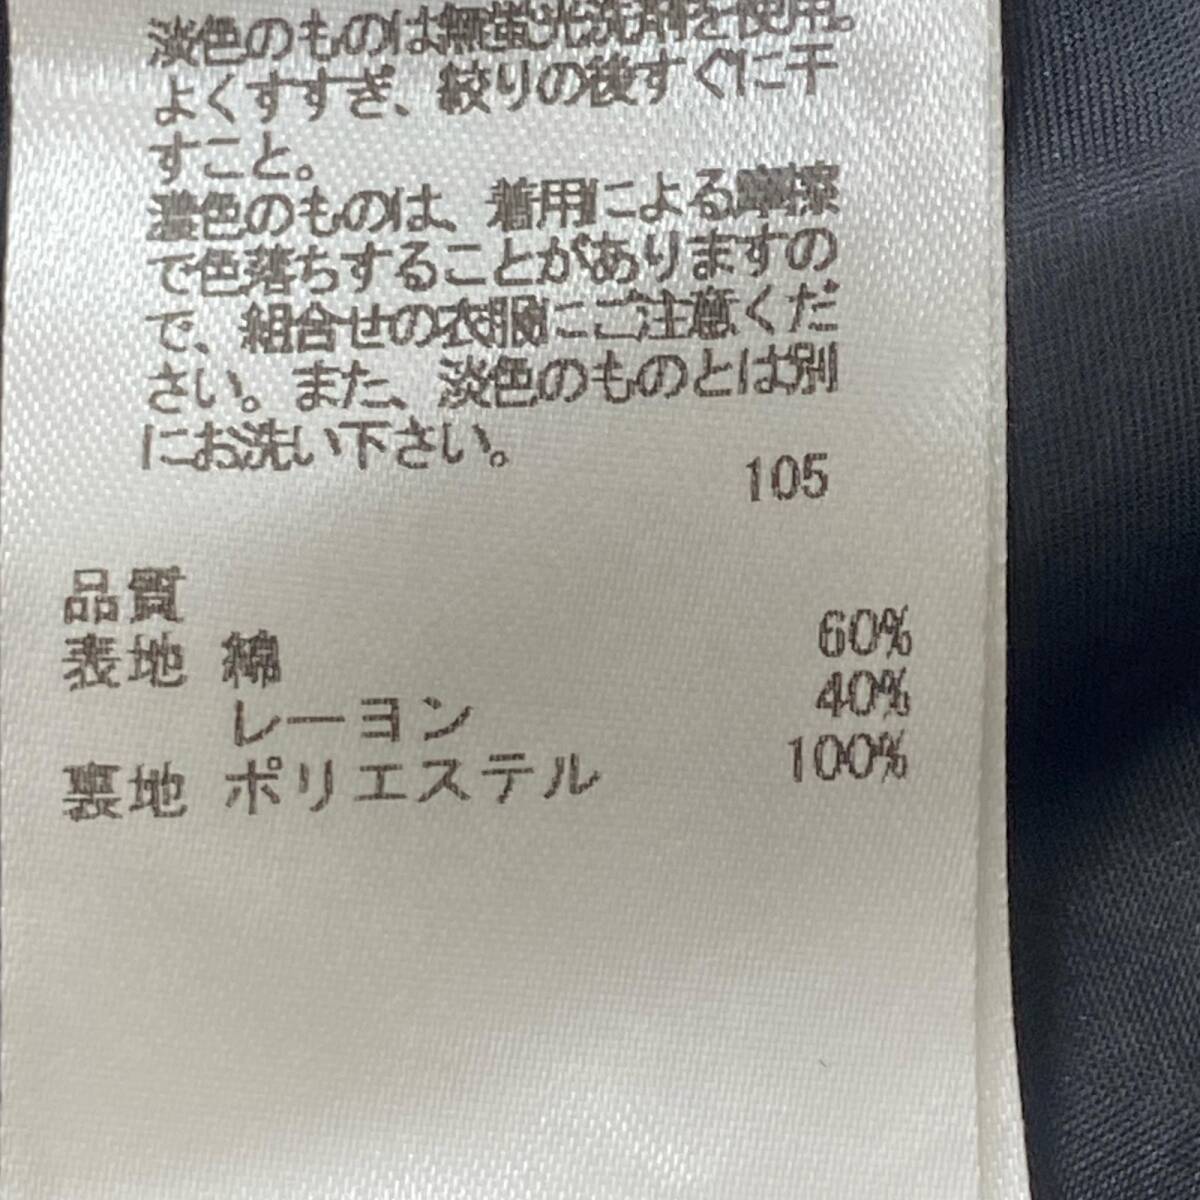 淡色のものは無蛍光洗剤を使用。
よくすすぎ、絞りの後すぐに干
すこと。
濃色のものは、着用による摩擦
で色落ちすることがありますの
で、組合せの衣服にご注意くだ
さい。また、淡色のものとは別
にお洗い下さい。
105
品質
表地 綿 60%
レーヨン 40%
裏地 ポリエステル 100%